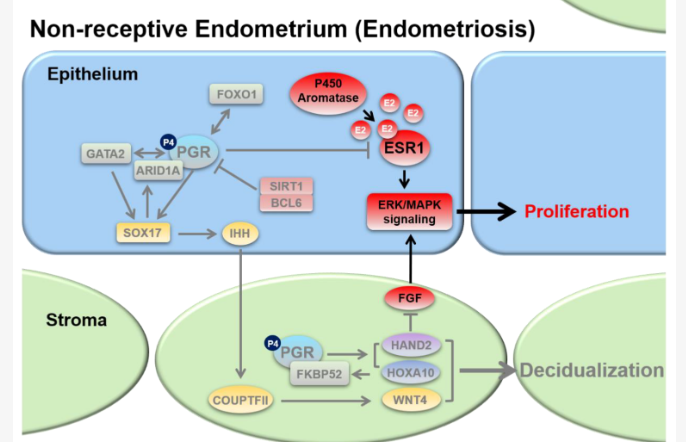 Non-receptive Endometrium (Endometriosis)
Epithelium
P450
Aromatase
FOXO1
E2
E2
E2
E2
P4
PGR
GATA2
ARID1A
ESR1
SIRT1
BCL6
ERK/MAPK
signaling
Proliferation
SOX17
IHH
FGF
Stroma
P4
PGR
HAND2
FKBP52
HOXA10
Decidualization
COUPTFII
WNT4